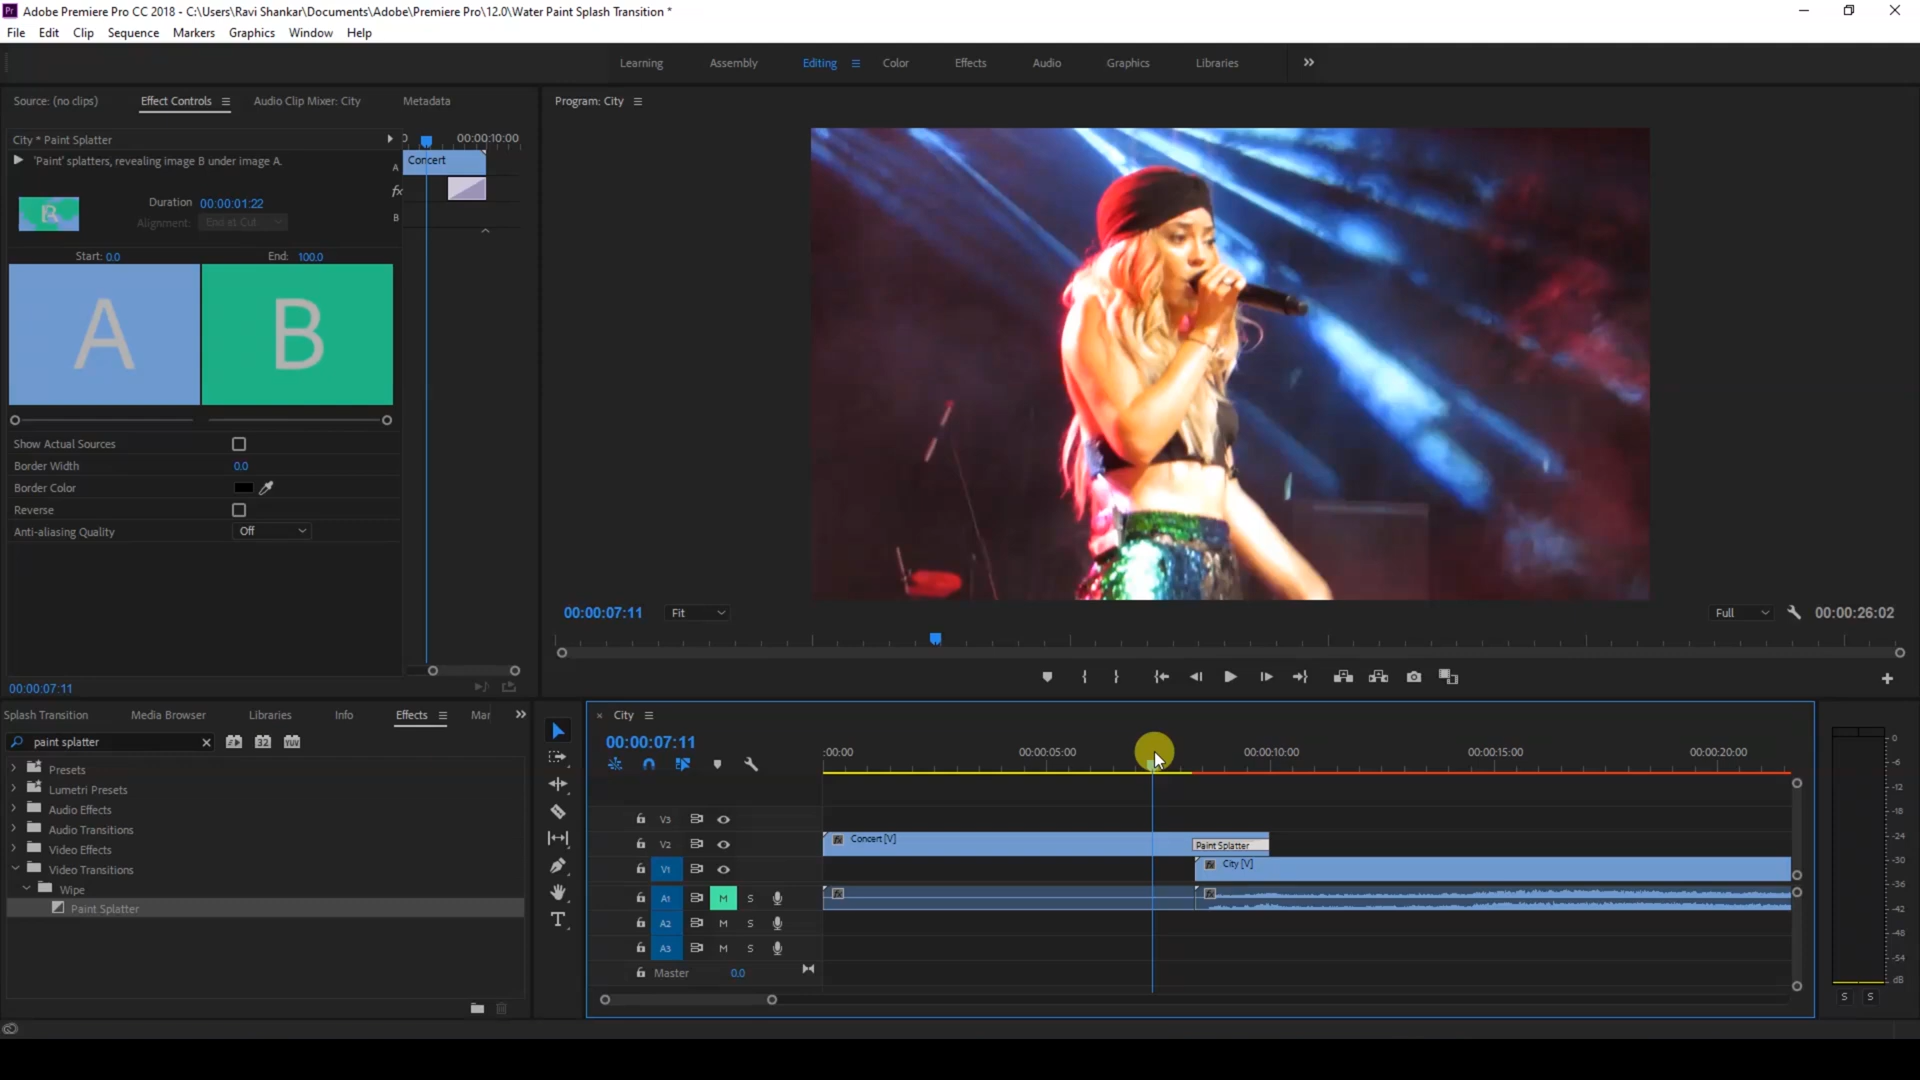 Adobe Premiere Pro CC 2018 - C:\Users\Ravi Shankar\Documents\Adobe\Premiere Pro\12.0\Water Paint Splash Transition *
File Edit Clip Sequence Markers Graphics Window Help
Learning Assembly Editing Color Effects Audio Graphics Libraries
Source: (no clips) Effect Controls Audio Clip Mixer: City Metadata
Program: City
City * Paint Splatter
00:00:10:00
'Paint' splatters, revealing image B under image A.
A Concert
fx
B
Duration 00:00:01:22
Alignment: End at Cut
Start: 0.0 End: 100.0
A B
Show Actual Sources
Border Width 0.0
Border Color
Reverse
Anti-aliasing Quality Off
00:00:07:11
00:00:07:11 Fit Full 00:00:26:02
Splash Transition Media Browser Libraries Info Effects Mar
paint splatter
32 YUV
Presets
Lumetri Presets
Audio Effects
Audio Transitions
Video Effects
Video Transitions
Wipe
Paint Splatter
City
00:00:07:11
:00:00 00:00:05:00 00:00:10:00 00:00:15:00 00:00:20:00
V3
V2 Concert [V] Paint Splatter
V1 City [V]
A1 M S
A2 M S
A3 M S
Master 0.0
0
-6
-12
-18
-24
-30
-36
-42
-48
-54
dB
S S